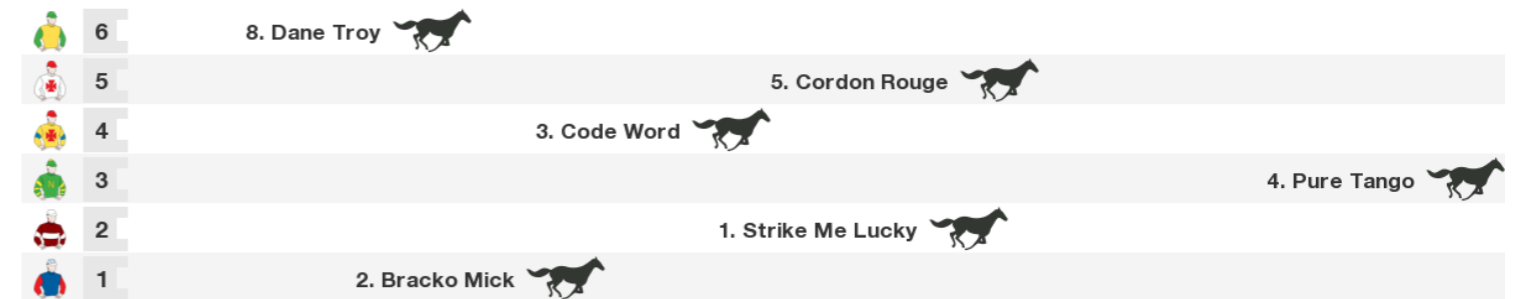 6 8. Dane Troy
5 5. Cordon Rouge
4 3. Code Word
3 4. Pure Tango
2 1. Strike Me Lucky
1 2. Bracko Mick